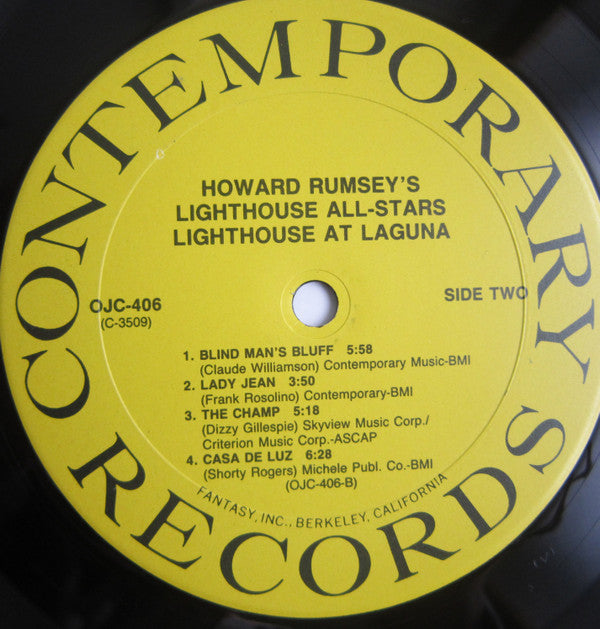 CONTEMPORARY RECORDS
HOWARD RUMSEY'S
LIGHTHOUSE ALL-STARS
LIGHTHOUSE AT LAGUNA
OJC-406
(C-3509)
SIDE TWO
1. BLIND MAN'S BLUFF 5:58
(Claude Williamson) Contemporary Music-BMI
2. LADY JEAN 3:50
(Frank Rosolino) Contemporary-BMI
3. THE CHAMP 5:18
(Dizzy Gillespie) Skyview Music Corp./
Criterion Music Corp.-ASCAP
4. CASA DE LUZ 6:28
(Shorty Rogers) Michele Publ. Co.-BMI
(OJC-406-B)
FANTASY, INC., BERKELEY, CALIFORNIA